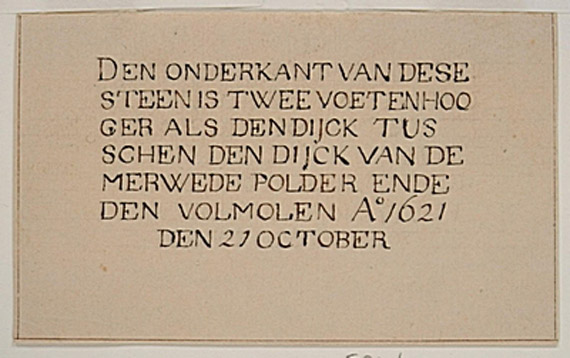 DEN ONDERKANT VAN DESE
STEEN IS TWEE VOETEN HOO
GER ALS DEN DIJCK TUS
SCHEN DEN DIJCK VAN DE
MERWEDE POLDER ENDE
DEN VOLMOLEN A° 1621
DEN 21 OCTOBER